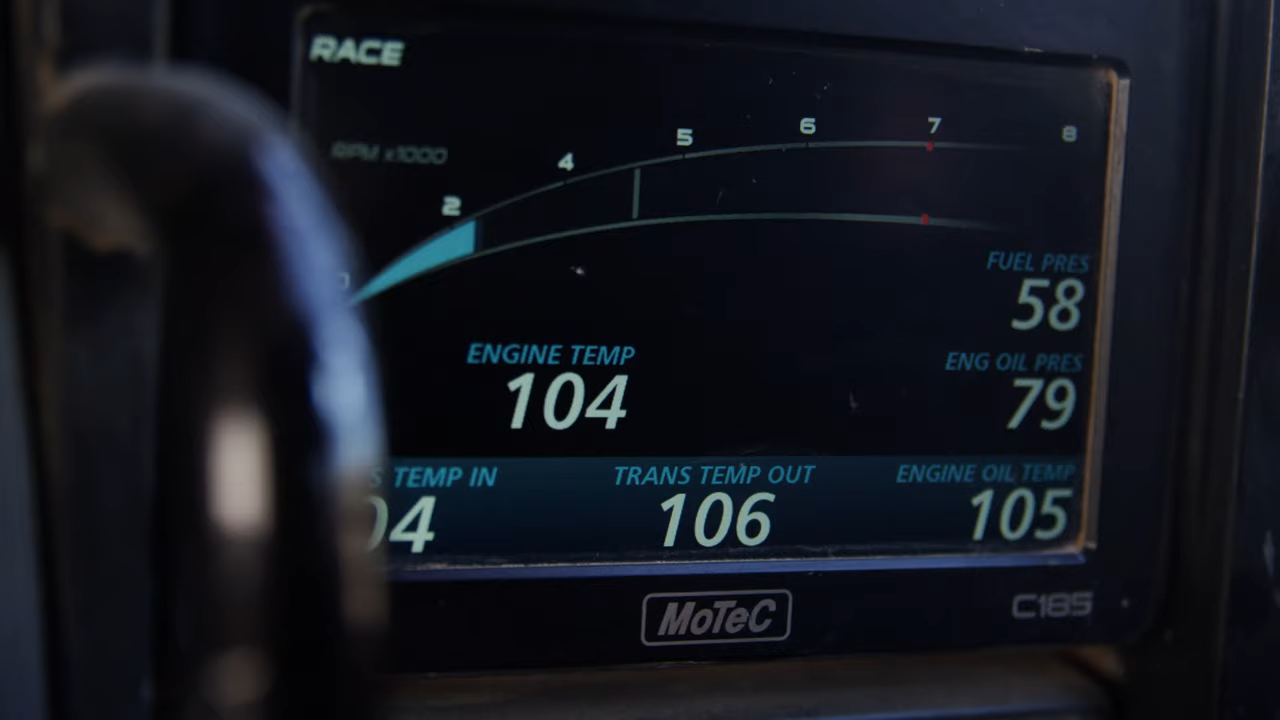 RACE
RPM x1000
2 4 5 6 7 8
FUEL PRES
58
ENGINE TEMP
104
ENG OIL PRES
79
TEMP IN
TRANS TEMP OUT
106
ENGINE OIL TEMP
105
MoTeC
C185